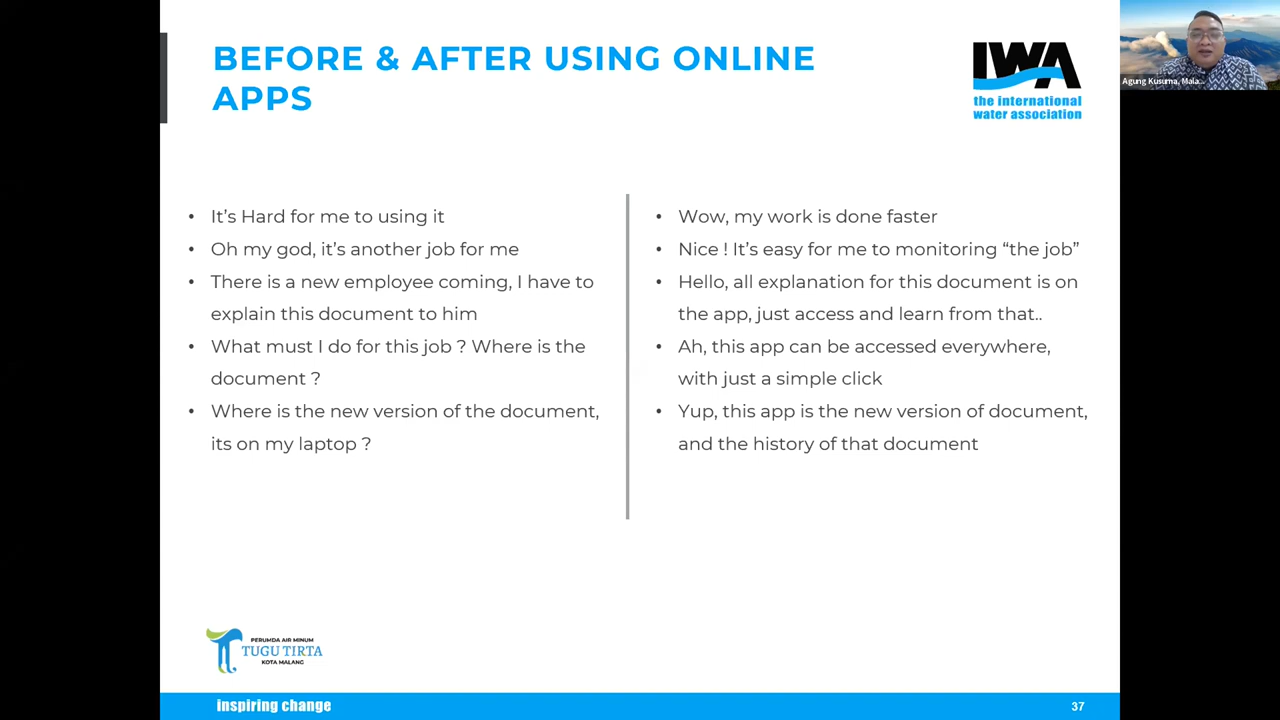 BEFORE & AFTER USING ONLINE
APPS
IWA
the international
water association
Agung Kusuma, Mala...
• It's Hard for me to using it
• Oh my god, it's another job for me
• There is a new employee coming, I have to
explain this document to him
• What must I do for this job ? Where is the
document ?
• Where is the new version of the document,
its on my laptop ?
• Wow, my work is done faster
• Nice ! It's easy for me to monitoring “the job”
• Hello, all explanation for this document is on
the app, just access and learn from that..
• Ah, this app can be accessed everywhere,
with just a simple click
• Yup, this app is the new version of document,
and the history of that document
PERUMDA AIR MINUM
TUGU TIRTA
KOTA MALANG
inspiring change
37